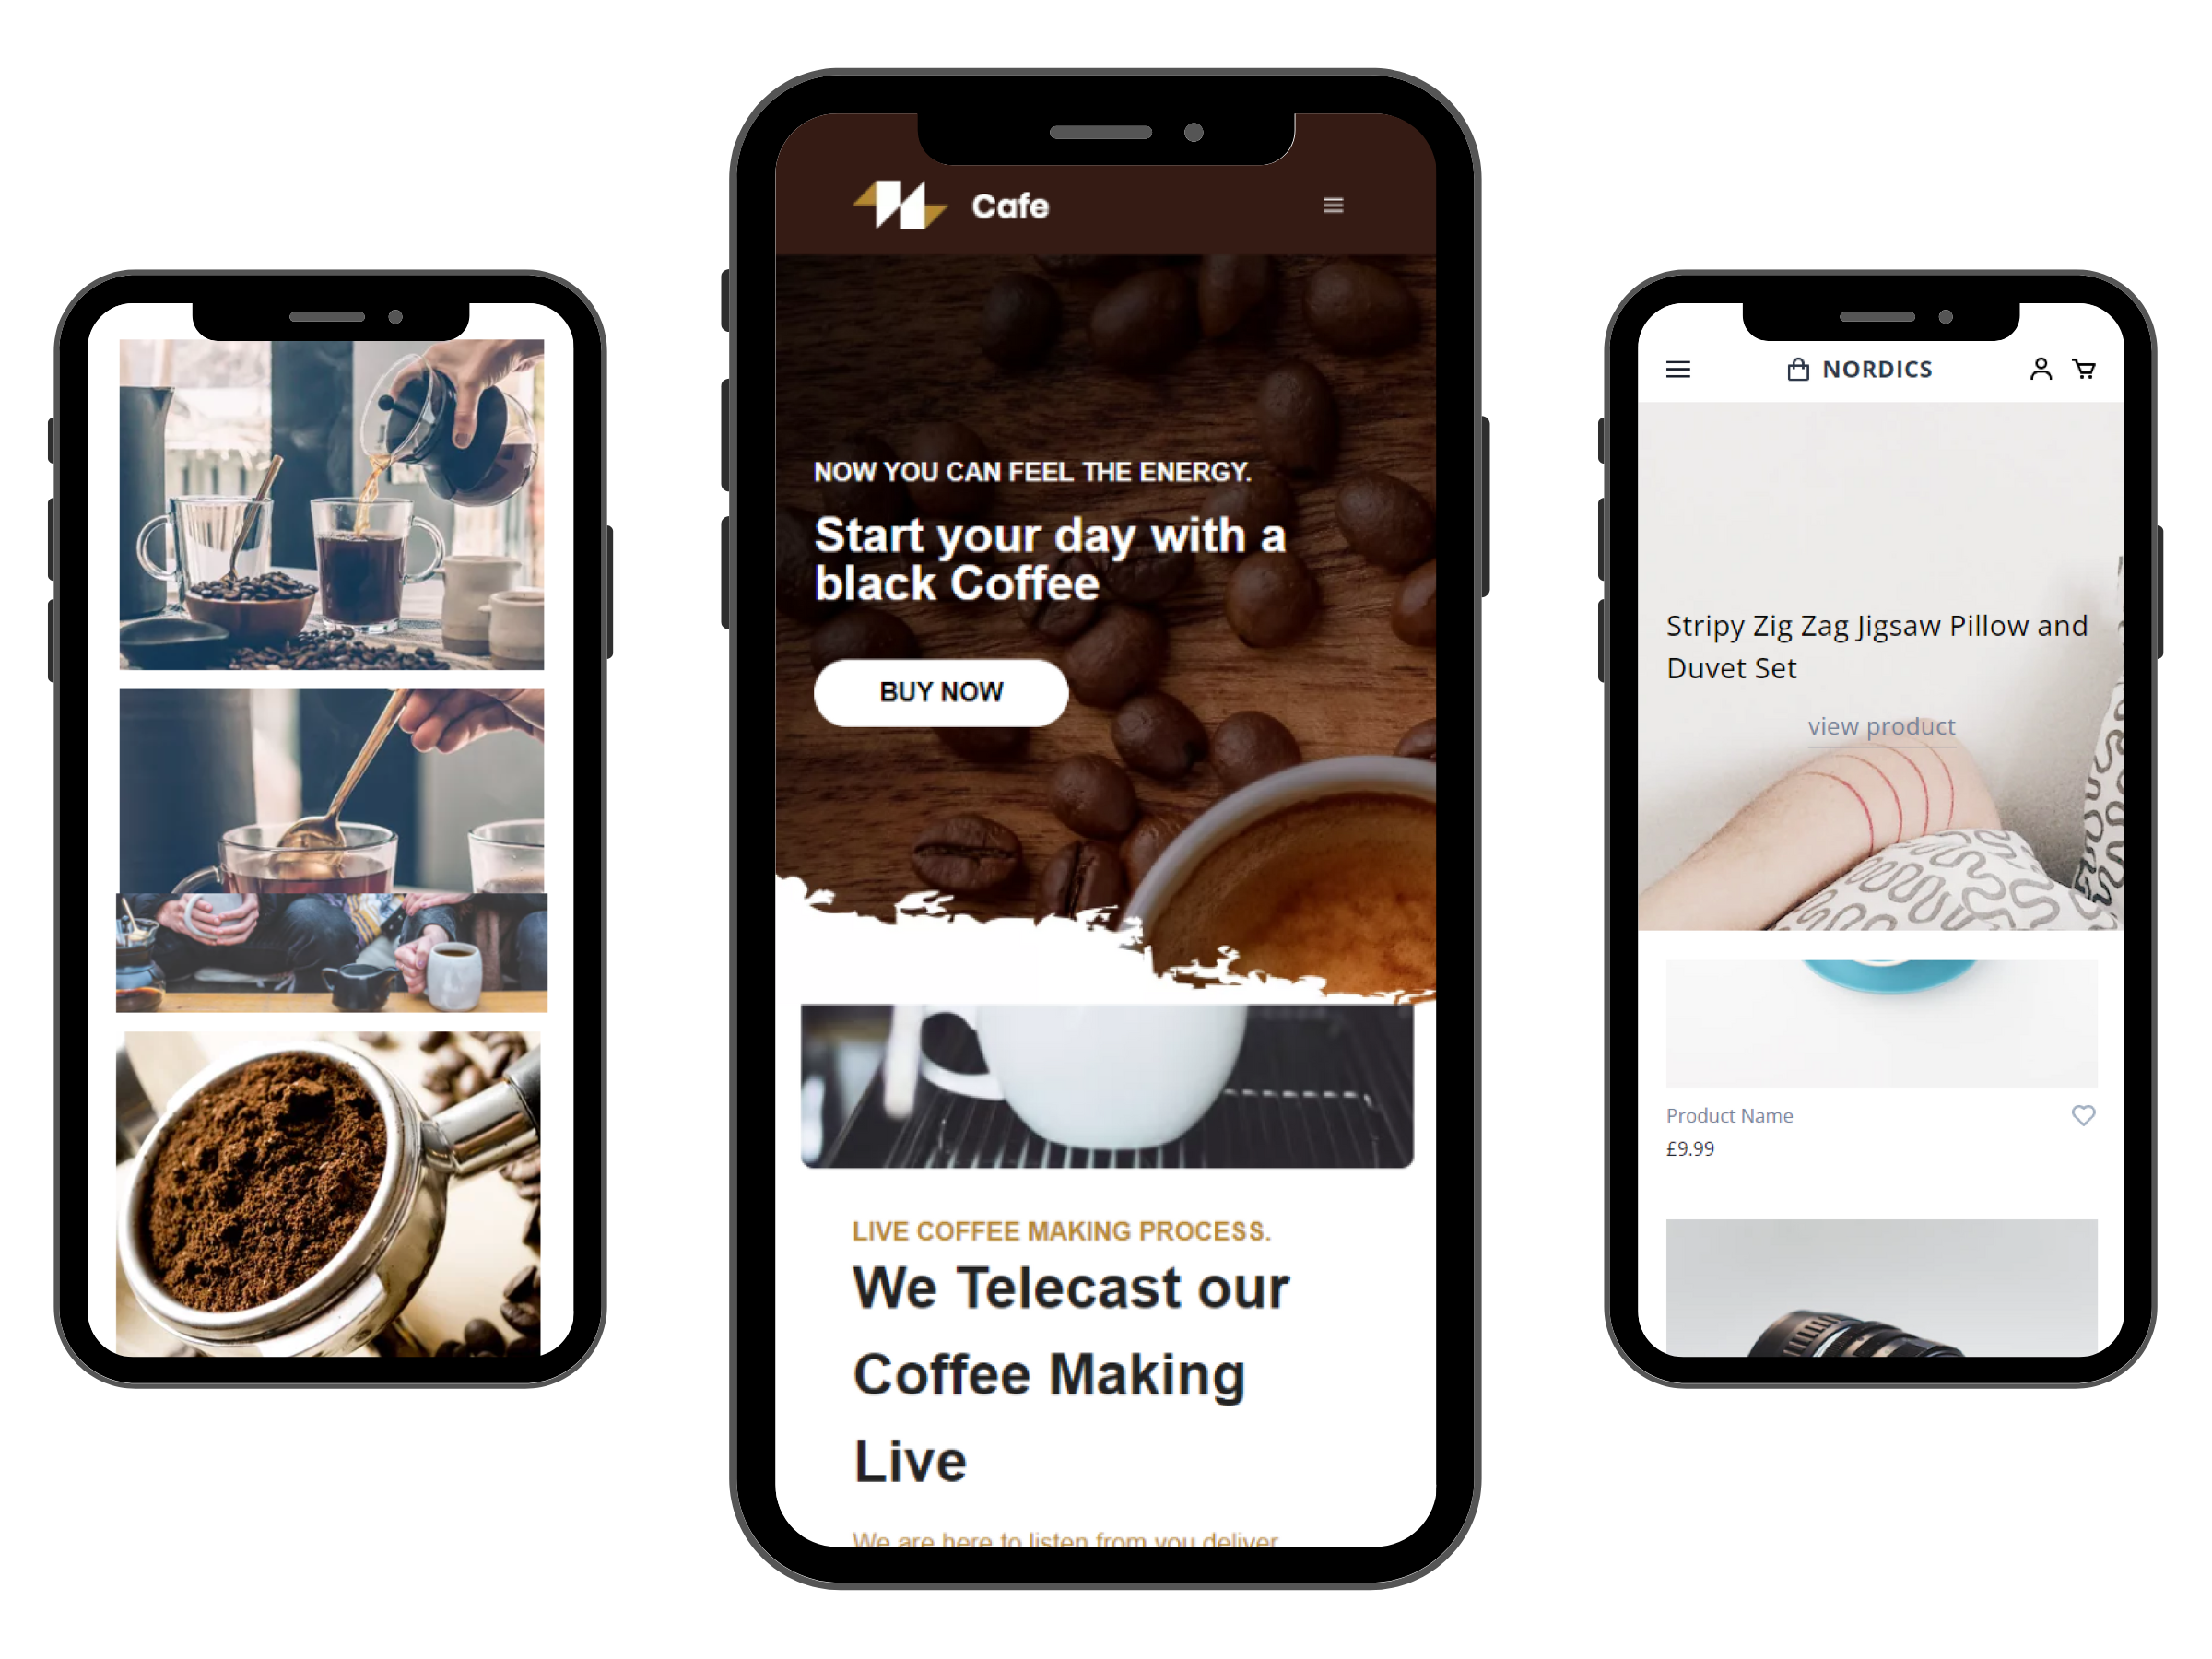 Cafe
NOW YOU CAN FEEL THE ENERGY.
Start your day with a
black Coffee
BUY NOW
LIVE COFFEE MAKING PROCESS.
We Telecast our
Coffee Making
Live
We are here to listen from you deliver
NORDICS
Stripy Zig Zag Jigsaw Pillow and
Duvet Set
view product
Product Name
£9.99